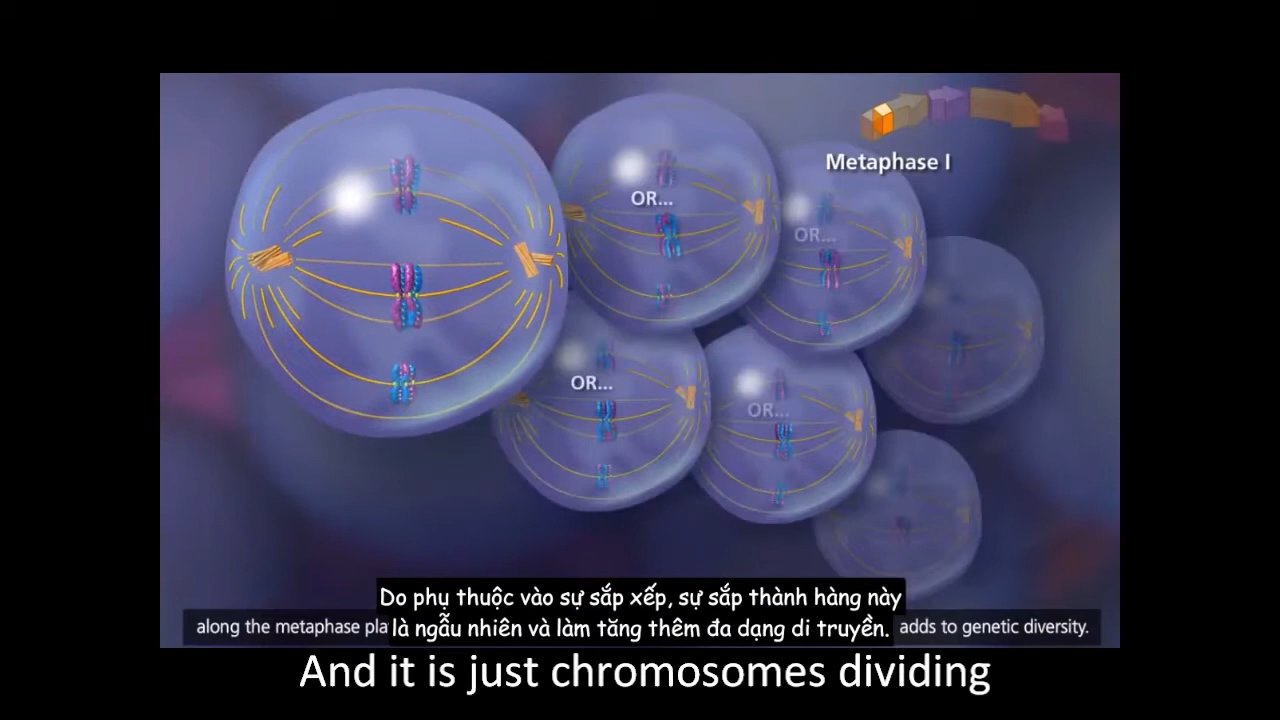 Metaphase I
OR...
OR...
OR...
OR...
Do phụ thuộc vào sự sắp xếp, sự sắp thành hàng này
là ngẫu nhiên và làm tăng thêm đa dạng di truyền.
along the metaphase pla adds to genetic diversity.
And it is just chromosomes dividing